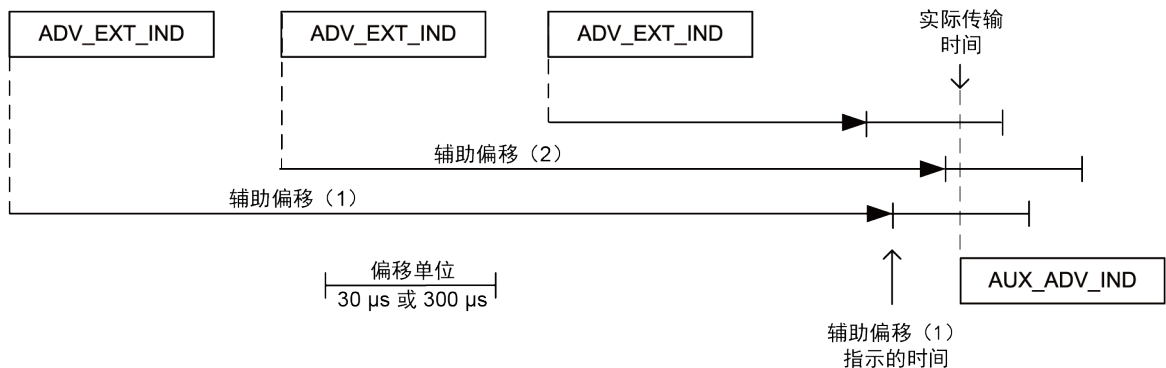 ADV_EXT_IND
ADV_EXT_IND
ADV_EXT_IND
实际传输
时间
辅助偏移（2）
辅助偏移（1）
偏移单位
30 μs 或 300 μs
AUX_ADV_IND
辅助偏移（1）
指示的时间